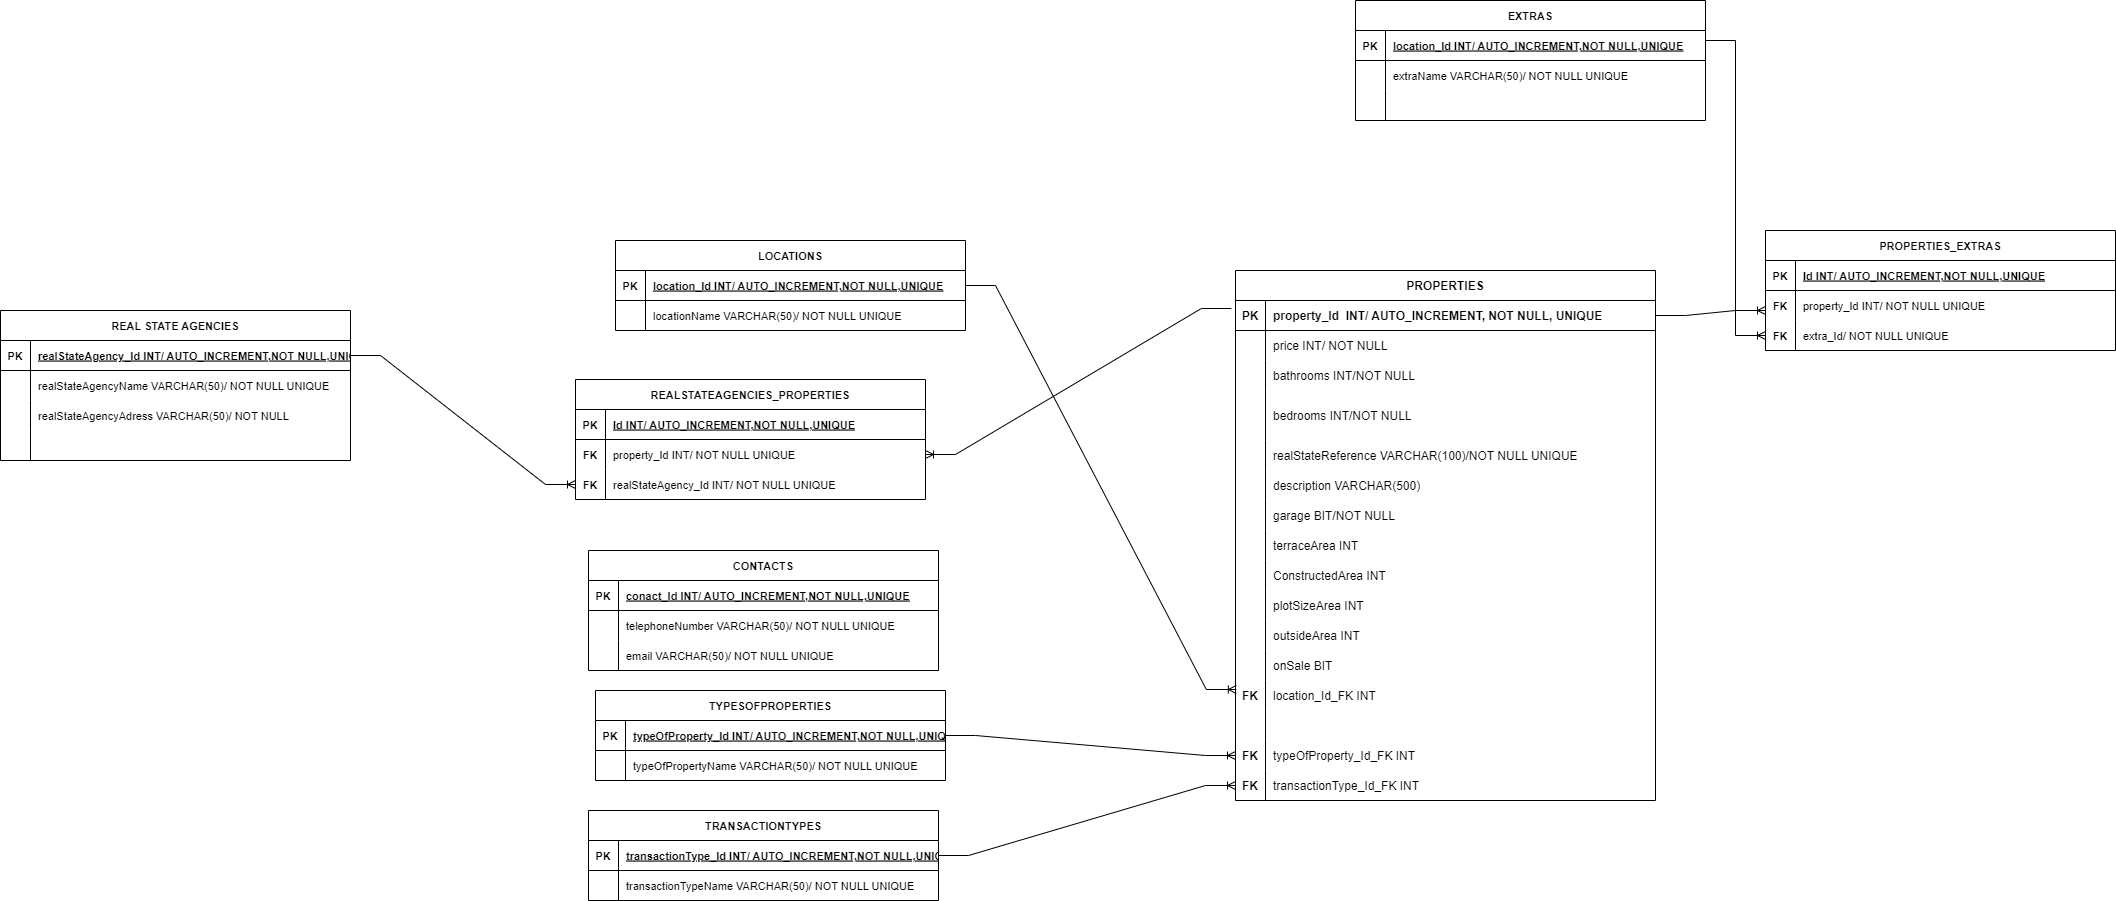 EXTRAS
PK location_Id INT/ AUTO_INCREMENT,NOT NULL,UNIQUE
extraName VARCHAR(50)/ NOT NULL UNIQUE
PROPERTIES_EXTRAS
PK Id INT/ AUTO_INCREMENT,NOT NULL,UNIQUE
FK property_Id INT/ NOT NULL UNIQUE
FK extra_Id/ NOT NULL UNIQUE
LOCATIONS
PK location_Id INT/ AUTO_INCREMENT,NOT NULL,UNIQUE
locationName VARCHAR(50)/ NOT NULL UNIQUE
REAL STATE AGENCIES
PK realStateAgency_Id INT/ AUTO_INCREMENT,NOT NULL,UNI
realStateAgencyName VARCHAR(50)/ NOT NULL UNIQUE
realStateAgencyAdress VARCHAR(50)/ NOT NULL
REALSTATEAGENCIES_PROPERTIES
PK Id INT/ AUTO_INCREMENT,NOT NULL,UNIQUE
FK property_Id INT/ NOT NULL UNIQUE
FK realStateAgency_Id INT/ NOT NULL UNIQUE
CONTACTS
PK conact_Id INT/ AUTO_INCREMENT,NOT NULL,UNIQUE
telephoneNumber VARCHAR(50)/ NOT NULL UNIQUE
email VARCHAR(50)/ NOT NULL UNIQUE
TYPESOFPROPERTIES
PK typeOfProperty_Id INT/ AUTO_INCREMENT,NOT NULL,UNIQ
typeOfPropertyName VARCHAR(50)/ NOT NULL UNIQUE
TRANSACTIONTYPES
PK transactionType_Id INT/ AUTO_INCREMENT,NOT NULL,UNIQ
transactionTypeName VARCHAR(50)/ NOT NULL UNIQUE
PROPERTIES
PK property_Id INT/ AUTO_INCREMENT, NOT NULL, UNIQUE
price INT/ NOT NULL
bathrooms INT/NOT NULL
bedrooms INT/NOT NULL
realStateReference VARCHAR(100)/NOT NULL UNIQUE
description VARCHAR(500)
garage BIT/NOT NULL
terraceArea INT
ConstructedArea INT
plotSizeArea INT
outsideArea INT
onSale BIT
FK location_Id_FK INT
FK typeOfProperty_Id_FK INT
FK transactionType_Id_FK INT